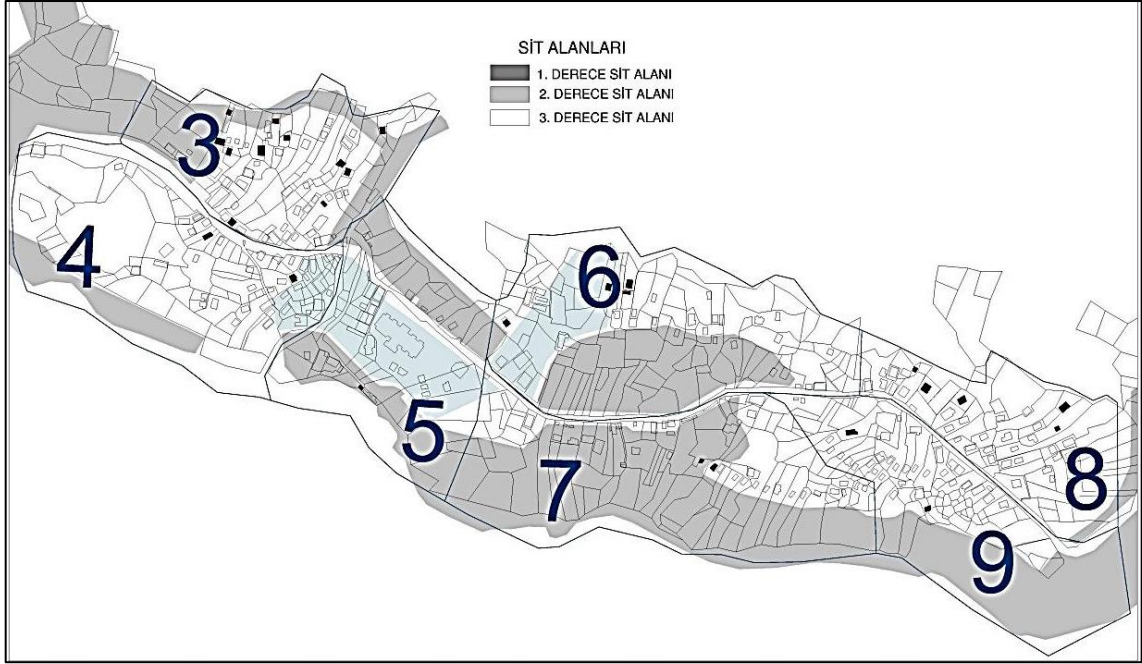 SİT ALANLARI
1. DERECE SİT ALANI
2. DERECE SİT ALANI
3. DERECE SİT ALANI
3
4
6
5
7
8
9